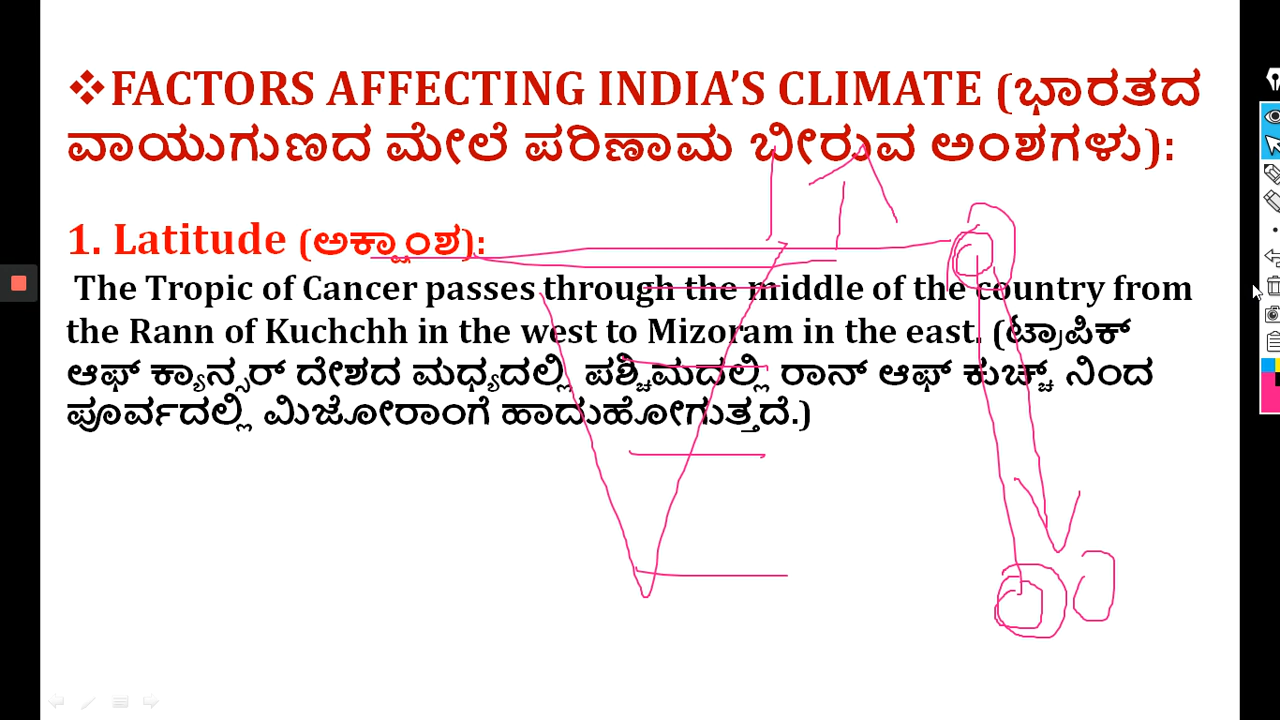 ❖FACTORS AFFECTING INDIA’S CLIMATE (ಭಾರತದ
ವಾಯುಗುಣದ ಮೇಲೆ ಪರಿಣಾಮ ಬೀರುವ ಅಂಶಗಳು):
1. Latitude (ಅಕ್ಷಾಂಶ):
The Tropic of Cancer passes through the middle of the country from
the Rann of Kuchchh in the west to Mizoram in the east. (ಟ್ರಾಪಿಕ್
ಆಫ್ ಕ್ಯಾನ್ಸರ್ ದೇಶದ ಮಧ್ಯದಲ್ಲಿ ಪಶ್ಚಿಮದಲ್ಲಿ ರಾನ್ ಆಫ್ ಕುಚ್ಚ್ ನಿಂದ
ಪೂರ್ವದಲ್ಲಿ ಮಿಜೋರಾಂಗೆ ಹಾದುಹೋಗುತ್ತದೆ.)